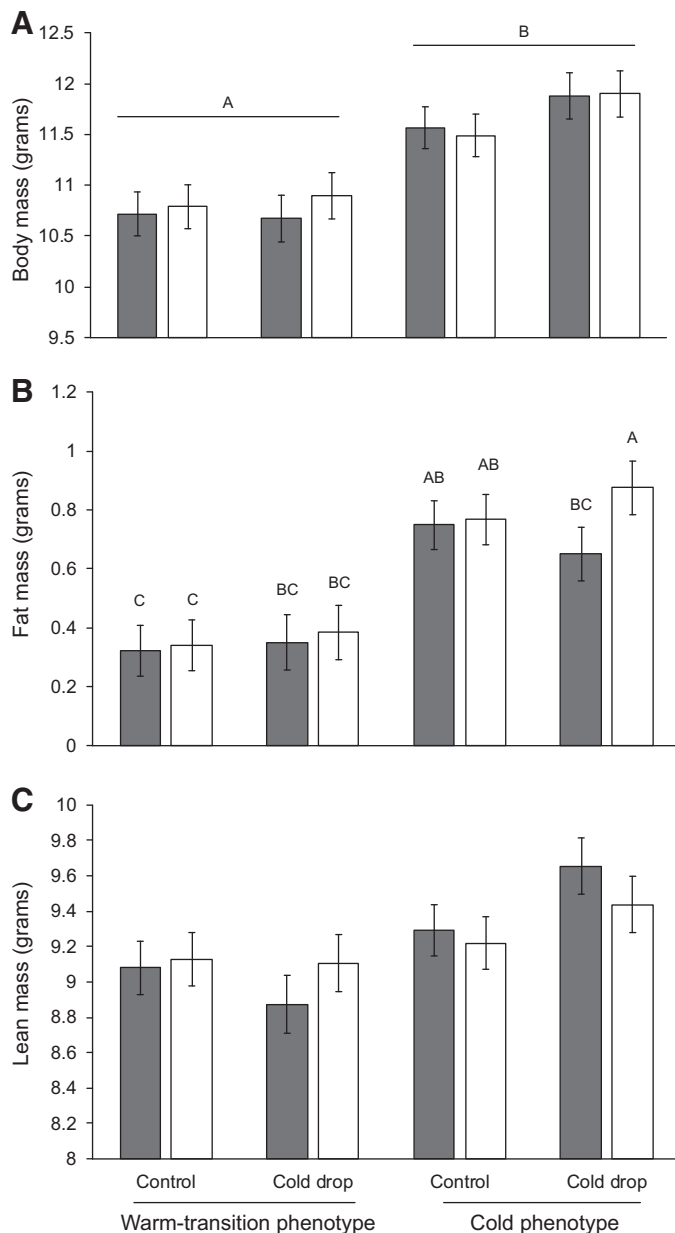 A
Body mass (grams)
12.5
12
11.5
11
10.5
10
9.5
A
B
B
Fat mass (grams)
1.2
1
0.8
0.6
0.4
0.2
0
C
C
BC
BC
AB
AB
BC
A
C
Lean mass (grams)
10
9.8
9.6
9.4
9.2
9
8.8
8.6
8.4
8.2
8
Control
Cold drop
Control
Cold drop
Warm-transition phenotype
Cold phenotype